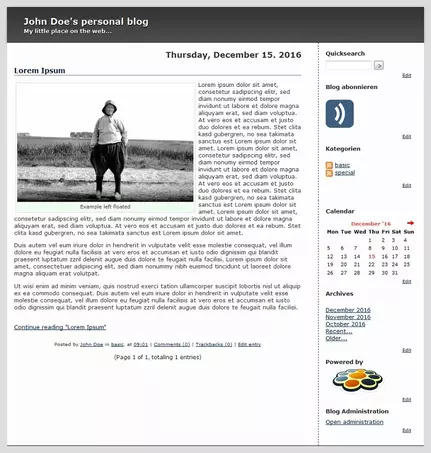 John Doe's personal blog
My little place on the web...
Thursday, December 15. 2016
Lorem Ipsum
Lorem ipsum dolor sit amet,
consetetur sadipscing elitr, sed
diam nonumy eirmod tempor
invidunt ut labore et dolore magna
aliquyam erat, sed diam voluptua.
At vero eos et accusam et justo
duo dolores et ea rebum. Stet clita
kasd gubergren, no sea takimata
sanctus est Lorem ipsum dolor sit
amet. Lorem ipsum dolor sit amet,
consetetur sadipscing elitr, sed
diam nonumy eirmod tempor
invidunt ut labore et dolore magna
aliquyam erat, sed diam voluptua.
At vero eos et accusam et justo
duo dolores et ea rebum. Stet clita
kasd gubergren, no sea takimata
sanctus est Lorem ipsum dolor sit
amet. Lorem ipsum dolor sit amet,
Example left floated
consetetur sadipscing elitr, sed diam nonumy eirmod tempor invidunt ut labore et dolore magna
aliquyam erat, sed diam voluptua. At vero eos et accusam et justo duo dolores et ea rebum. Stet
clita kasd gubergren, no sea takimata sanctus est Lorem ipsum dolor sit amet.
Duis autem vel eum iriure dolor in hendrerit in vulputate velit esse molestie consequat, vel illum
dolore eu feugiat nulla facilisis at vero eros et accumsan et iusto odio dignissim qui blandit
praesent luptatum zzril delenit augue duis dolore te feugait nulla facilisi. Lorem ipsum dolor sit
amet, consectetuer adipiscing elit, sed diam nonummy nibh euismod tincidunt ut laoreet dolore
magna aliquam erat volutpat.
Ut wisi enim ad minim veniam, quis nostrud exerci tation ullamcorper suscipit lobortis nisl ut aliquip
ex ea commodo consequat. Duis autem vel eum iriure dolor in hendrerit in vulputate velit esse
molestie consequat, vel illum dolore eu feugiat nulla facilisis at vero eros et accumsan et iusto odio
dignissim qui blandit praesent luptatum zzril delenit augue duis dolore te feugait nulla facilisi.
Continue reading "Lorem Ipsum"
Posted by John Doe in basic, at 09:01 | Comments (0) | Trackbacks (0) | Edit entry
(Page 1 of 1, totaling 1 entries)
Quicksearch
Edit
Blog abonnieren
Edit
Kategorien
basic
special
Edit
Calendar
December '16
Mon Tue Wed Thu Fri Sat Sun
1 2 3 4
5 6 7 8 9 10 11
12 13 14 15 16 17 18
19 20 21 22 23 24 25
26 27 28 29 30 31
Edit
Archives
December 2016
November 2016
October 2016
Recent...
Older...
Edit
Powered by
Edit
Blog Administration
Open administration
Edit